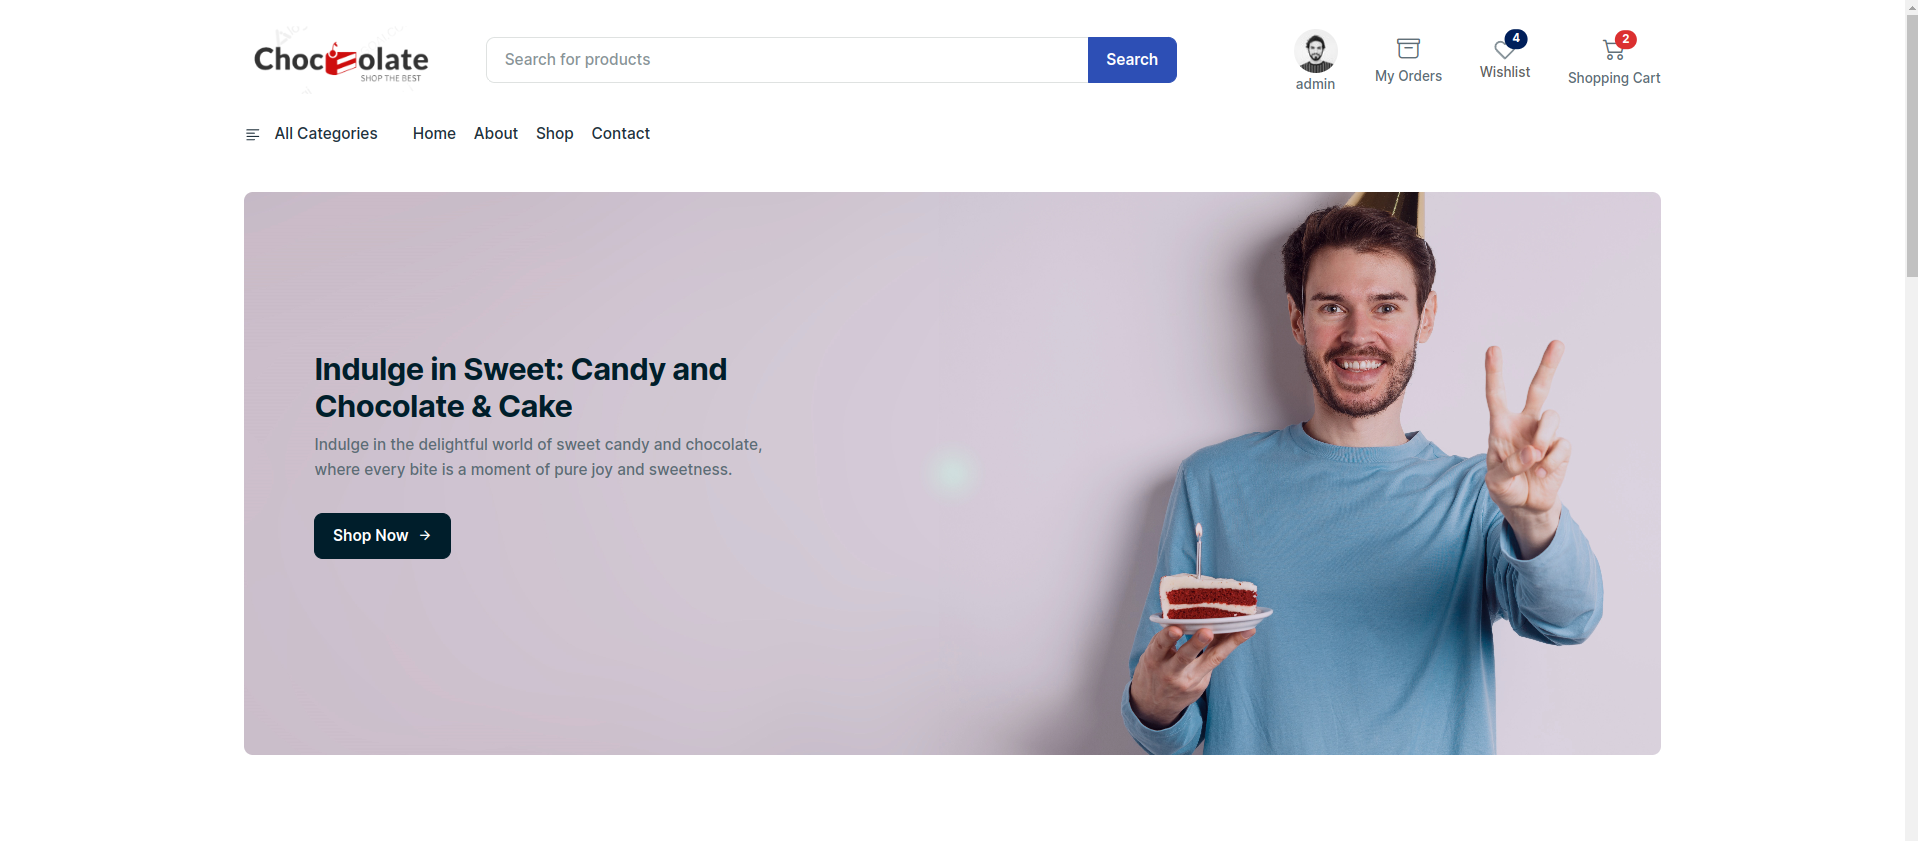 Chocolate
SHOP THE BEST
Search for products
Search
admin
My Orders
4
Wishlist
2
Shopping Cart
All Categories
Home
About
Shop
Contact
Indulge in Sweet: Candy and
Chocolate & Cake
Indulge in the delightful world of sweet candy and chocolate,
where every bite is a moment of pure joy and sweetness.
Shop Now →